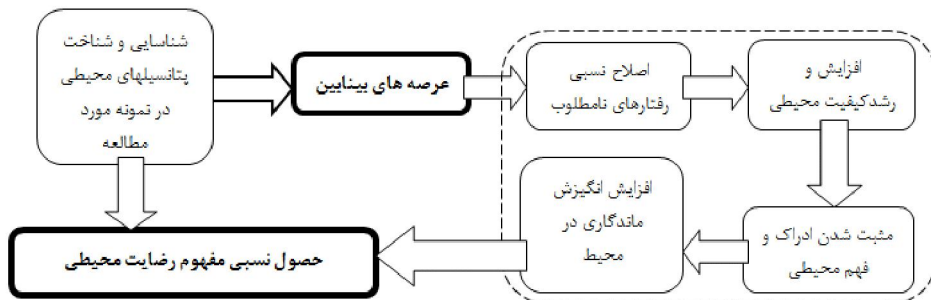 شناسایی و شناخت
پتانسیلهای محیطی
در نمونه مورد
مطالعه
عرصه های بینابین
اصلاح نسبی
رفتارهای نامطلوب
افزایش و
رشدکیفیت محیطی
مثبت شدن ادراک و
فهم محیطی
افزایش انگیزش
ماندگاری در
محیط
حصول نسبی مفهوم رضایت محیطی